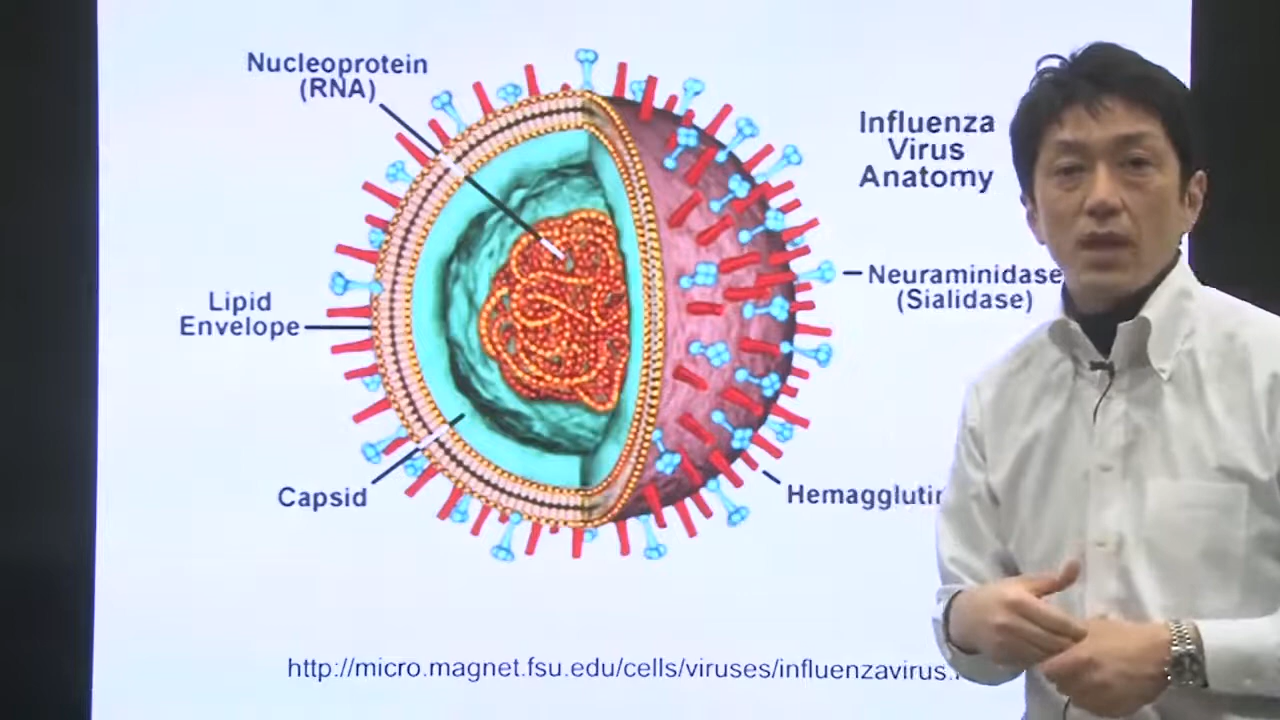 Nucleoprotein
(RNA)
Influenza
Virus
Anatomy
Neuraminidase
(Sialidase)
Lipid
Envelope
Capsid
http://micro.magnet.fsu.edu/cells/viruses/influenzavirus.